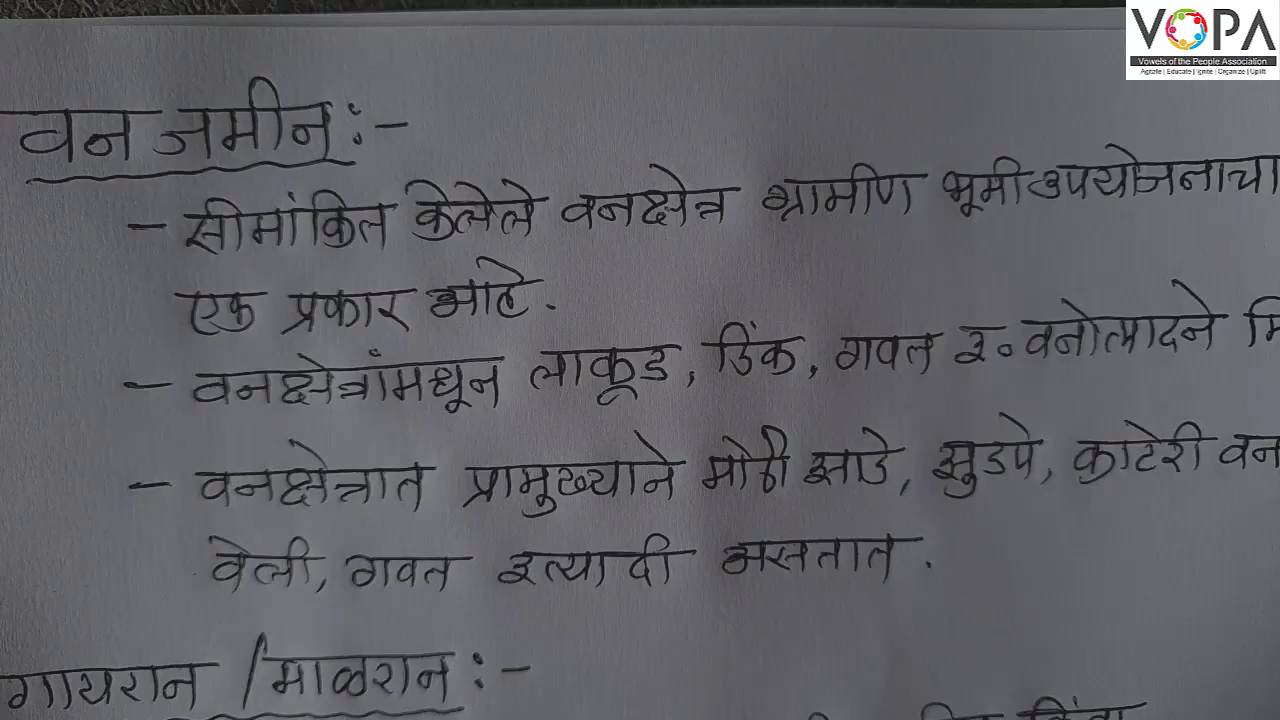 VOPA
Vowels of the People Association
Agitate | Educate | Ignite | Organize | Uplift
वन जमीन :-
- सीमांकित केलेले वनक्षेत्र ग्रामीण भूमीउपयोजनाचा
एक प्रकार आहे.
- वनक्षेत्रांमधून लाकूड, डिंक, गवत इ. वनोत्पादने मि
- वनक्षेत्रात प्रामुख्याने मोठी झाडे, झुडपे, काटेरी वन
वेली, गवत इत्यादी असतात.
गायरान / माळरान :-